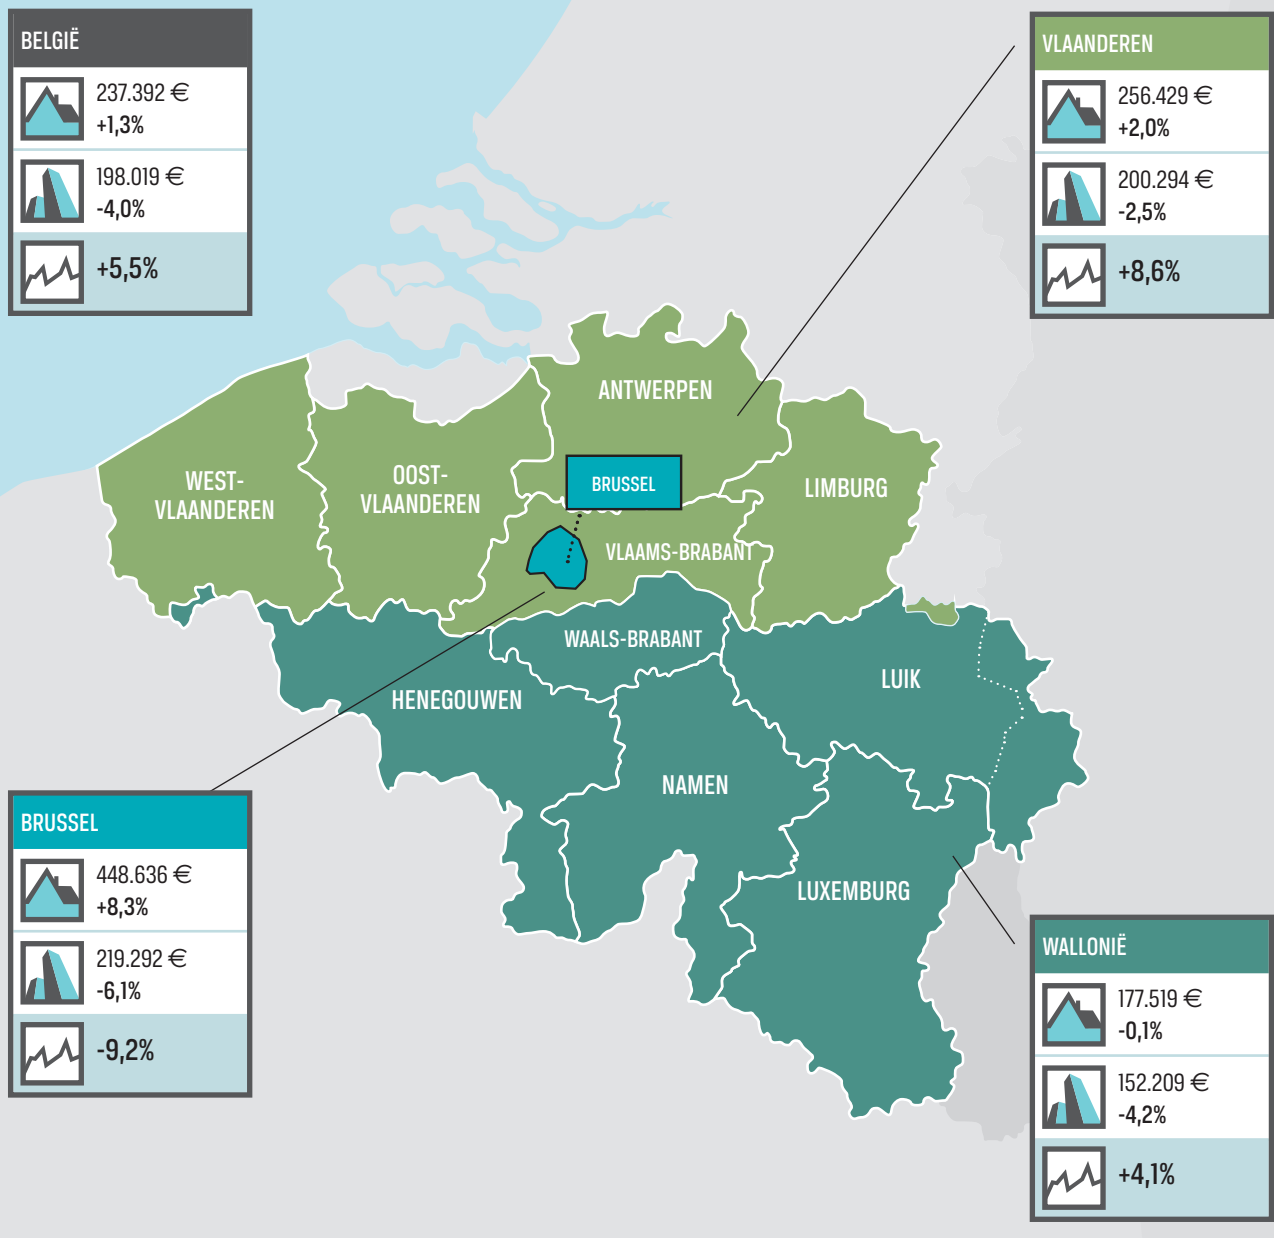 BELGIË
237.392 €
+1,3%
198.019 €
-4,0%
+5,5%
VLAANDEREN
256.429 €
+2,0%
200.294 €
-2,5%
+8,6%
ANTWERPEN
WEST-
VLAANDEREN
OOST-
VLAANDEREN
BRUSSEL
LIMBURG
VLAAMS-BRABANT
WAALS-BRABANT
HENEGOUWEN
LUIK
NAMEN
LUXEMBURG
BRUSSEL
448.636 €
+8,3%
219.292 €
-6,1%
-9,2%
WALLONIË
177.519 €
-0,1%
152.209 €
-4,2%
+4,1%